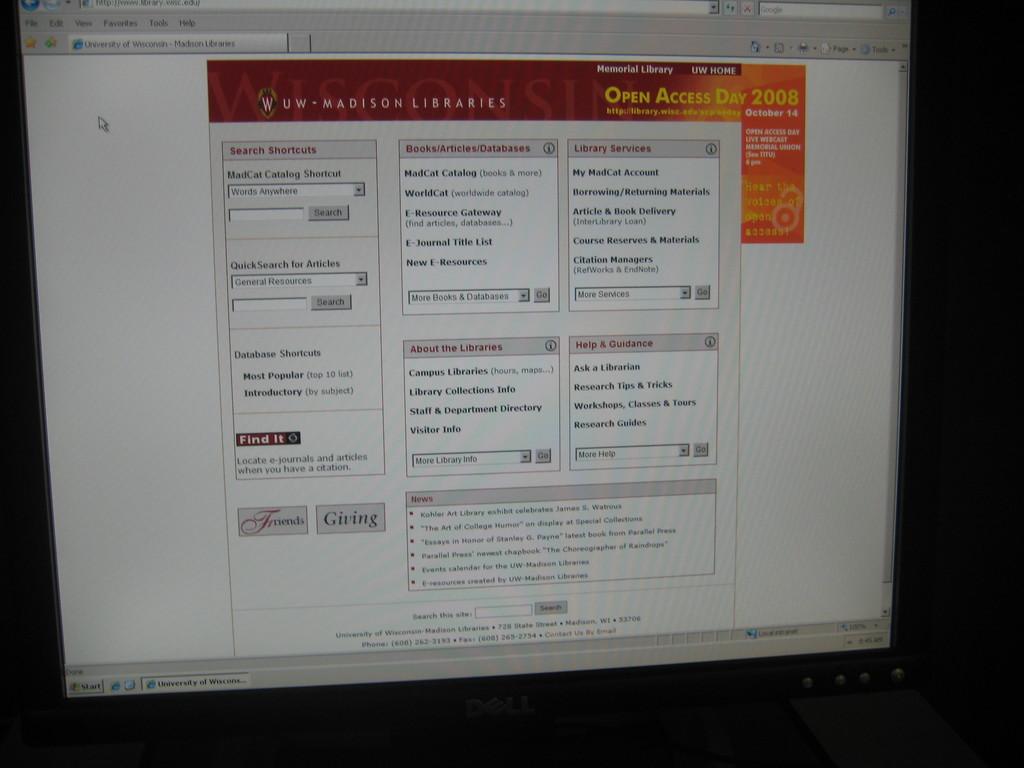 http://www.library.wisc.edu/
Google
File Edit View Favorites Tools Help
University of Wisconsin - Madison Libraries
Page Tools
WISCONSIN
Memorial Library UW HOME
W UW-MADISON LIBRARIES
OPEN ACCESS DAY 2008
October 14
OPEN ACCESS DAY
LIVE WEBCAST
MEMORIAL UNION
(See TITU)
6 pm
Hear the
voices of
open
access!
Search Shortcuts
MadCat Catalog Shortcut
Words Anywhere
Search
QuickSearch for Articles
General Resources
Search
Database Shortcuts
Most Popular (top 10 list)
Introductory (by subject)
Find It
Locate e-journals and articles
when you have a citation.
Friends
Giving
Books/Articles/Databases
MadCat Catalog (books & more)
WorldCat (worldwide catalog)
E-Resource Gateway
(find articles, databases...)
E-Journal Title List
New E-Resources
More Books & Databases Go
Library Services
My MadCat Account
Borrowing/Returning Materials
Article & Book Delivery
(InterLibrary Loan)
Course Reserves & Materials
Citation Managers
(RefWorks & EndNote)
More Services Go
About the Libraries
Campus Libraries (hours, maps...)
Library Collections Info
Staff & Department Directory
Visitor Info
More Library Info Go
Help & Guidance
Ask a Librarian
Research Tips & Tricks
Workshops, Classes & Tours
Research Guides
More Help Go
News
Kohler Art Library exhibit celebrates James S. Watrous
"The Art of College Humor" on display at Special Collections
"Essays in Honor of Stanley G. Payne" latest book from Parallel Press
Parallel Press' newest chapbook "The Choreographer of Raindrops"
Events calendar for the UW-Madison Libraries
E-resources created by UW-Madison Libraries
Search this site: Search
University of Wisconsin-Madison Libraries • 728 State Street • Madison, WI • 53706
Phone: (608) 262-3193 • Fax: (608) 265-2754 • Contact Us By Email
Done
Local intranet
100%
Start
University of Wiscons...
DELL